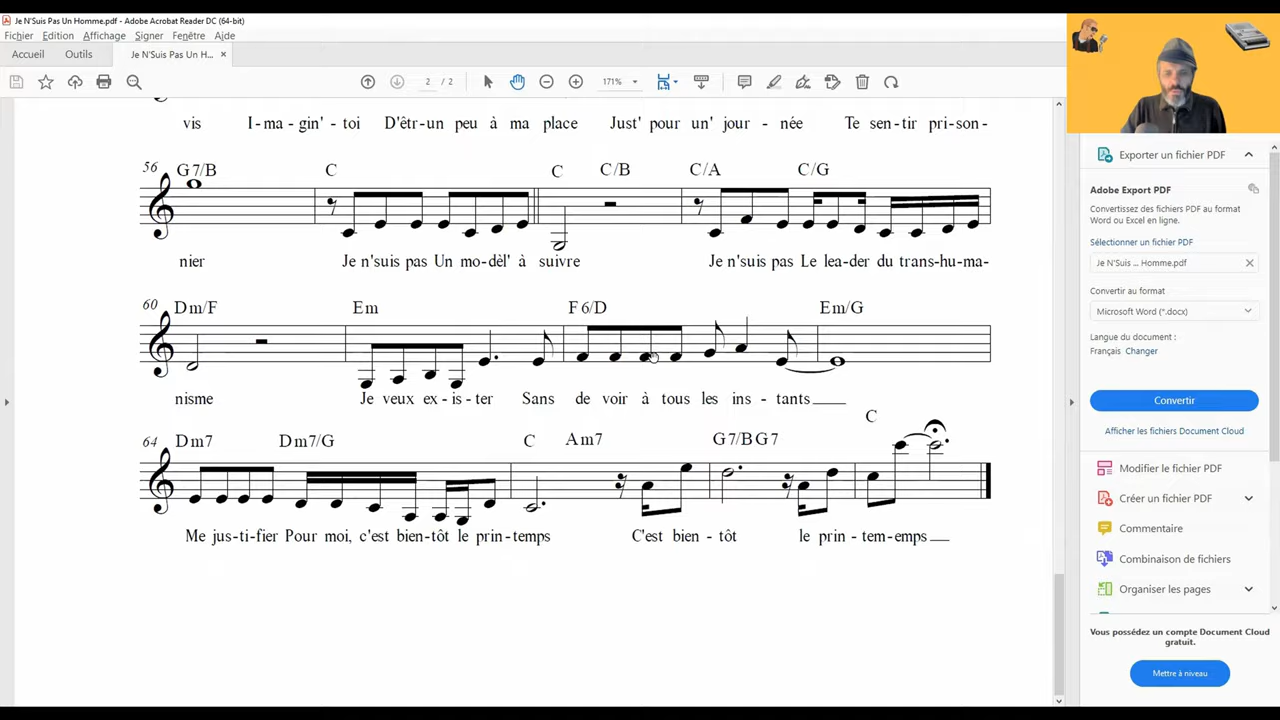 Je N'Suis Pas Un Homme.pdf - Adobe Acrobat Reader DC (64-bit)
Fichier Edition Affichage Signer Fenêtre Aide
Accueil Outils Je N'Suis Pas Un H... ×
2 / 2 171%
vis I - ma - gin' - toi D'êtr - un peu à ma place Just' pour un' jour - née Te sen - tir pri - son -
56 G7/B C C C/B C/A C/G
nier Je n'suis pas Un mo - dèl' à suivre Je n'suis pas Le lea - der du trans - hu - ma -
60 Dm/F Em F6/D Em/G
nisme Je veux ex - is - ter Sans de voir à tous les ins - tants
C
64 Dm7 Dm7/G C Am7 G7/B G7
Me jus - ti - fier Pour moi, c'est bien - tôt le prin - temps C'est bien - tôt le prin - tem - emps
Exporter un fichier PDF
Adobe Export PDF
Convertissez des fichiers PDF au format
Word ou Excel en ligne.
Sélectionner un fichier PDF
Je N'Suis ... Homme.pdf
Convertir au format
Microsoft Word (*.docx)
Langue du document :
Français Changer
Convertir
Afficher les fichiers Document Cloud
Modifier le fichier PDF
Créer un fichier PDF
Commentaire
Combinaison de fichiers
Organiser les pages
Vous possédez un compte Document Cloud
gratuit.
Mettre à niveau